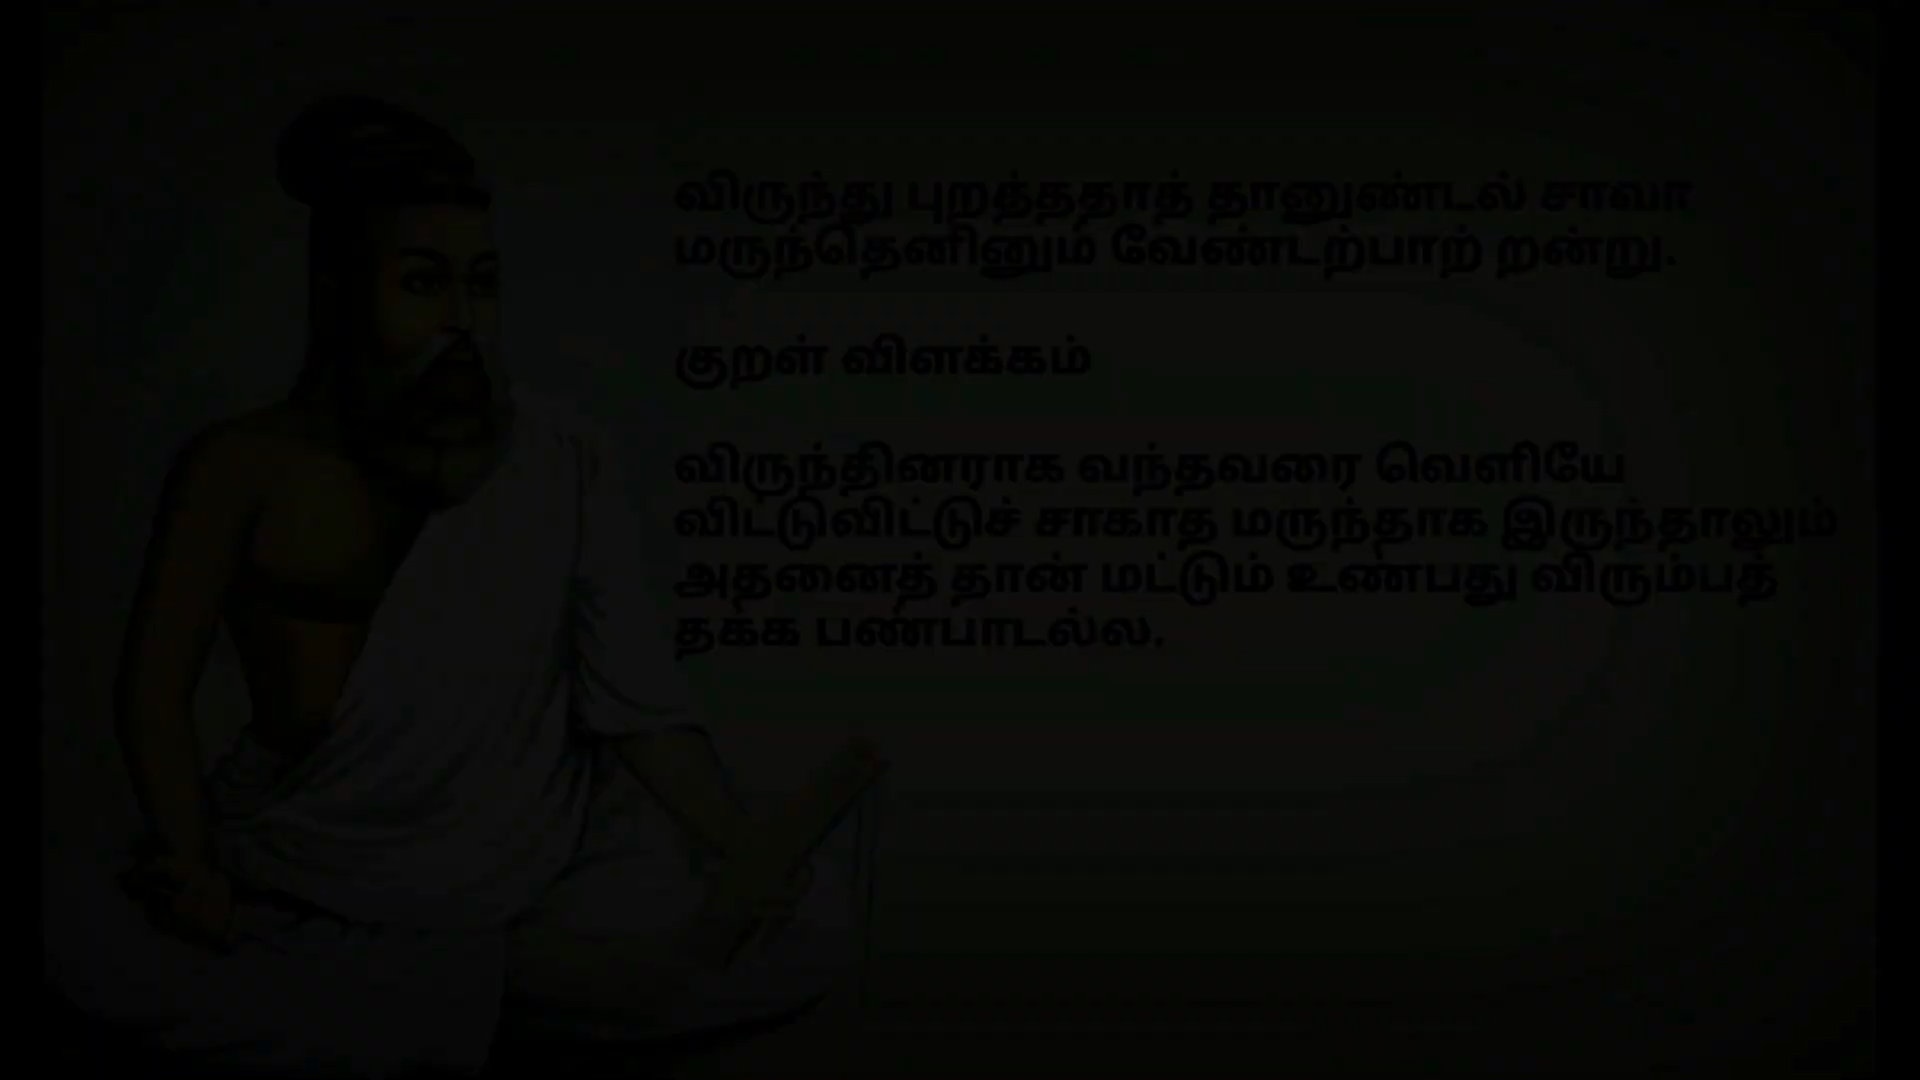 விருந்து புறத்ததாத் தானுண்டல் சாவா
மருந்தெனினும் வேண்டற்பாற் றன்று.
குறள் விளக்கம்
விருந்தினராக வந்தவரை வெளியே
விட்டுவிட்டுச் சாகாத மருந்தாக இருந்தாலும்
அதனைத் தான் மட்டும் உண்பது விரும்பத்
தக்க பண்பாடல்ல.